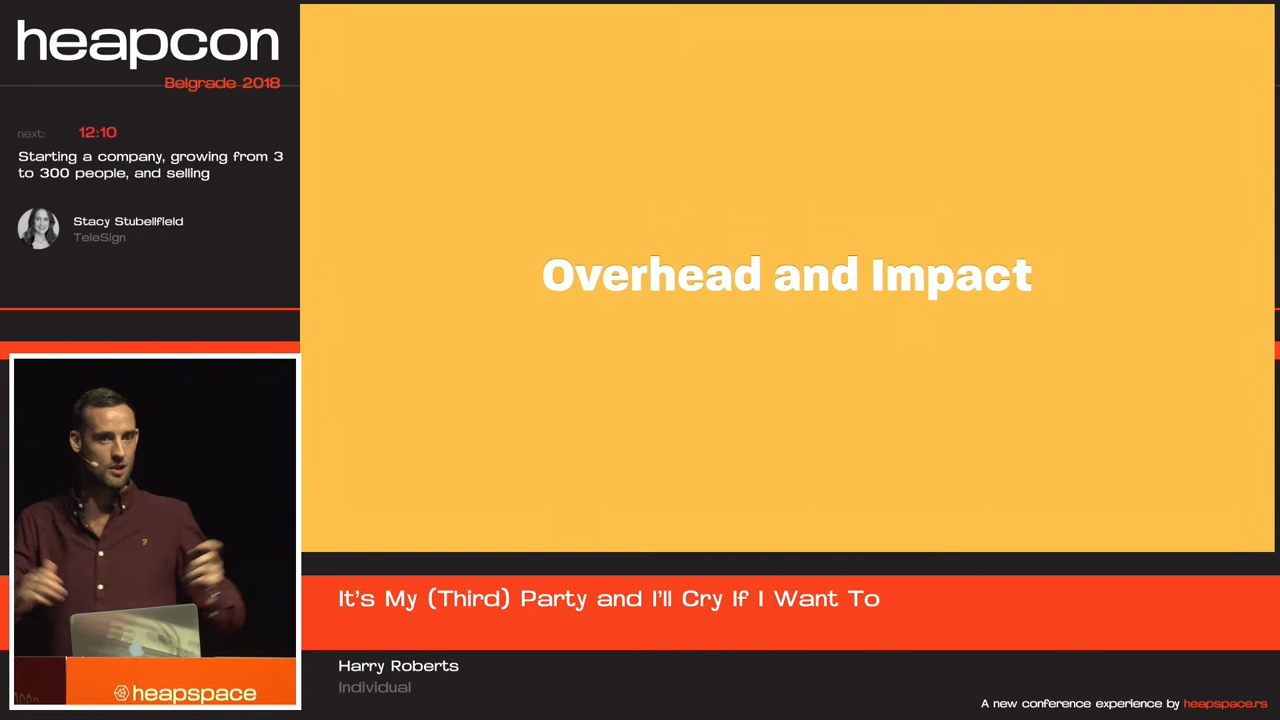 heapcon
Belgrade 2018
next: 12:10
Starting a company, growing from 3
to 300 people, and selling
Stacy Stubellfield
TeleSign
Overhead and Impact
heapspace
It's My (Third) Party and I'll Cry If I Want To
Harry Roberts
Individual
A new conference experience by heapspace.rs